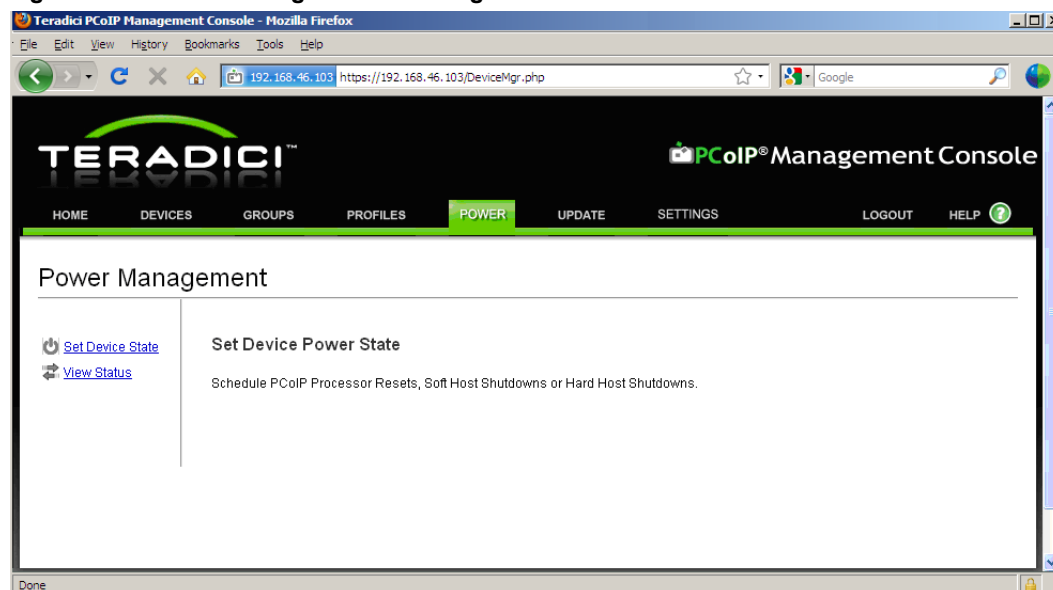 Teradici PCoIP Management Console - Mozilla Firefox
File Edit View History Bookmarks Tools Help
192.168.46.103 https://192.168.46.103/DeviceMgr.php Google
TERADICI™
PCoIP® Management Console
HOME DEVICES GROUPS PROFILES POWER UPDATE SETTINGS LOGOUT HELP ?
Power Management
Set Device State
View Status
Set Device Power State
Schedule PCoIP Processor Resets, Soft Host Shutdowns or Hard Host Shutdowns.
Done